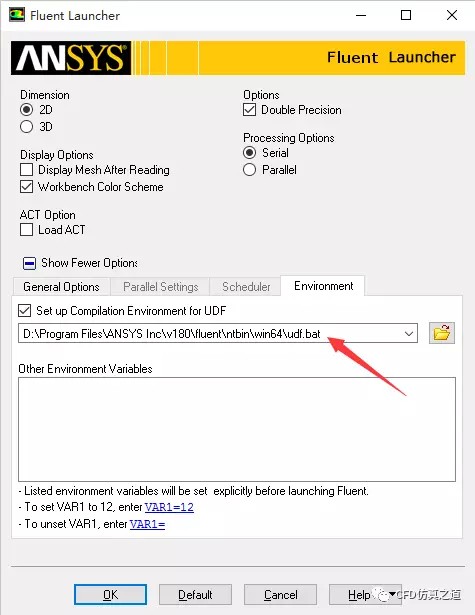 Fluent Launcher
ANSYS
Fluent Launcher
Dimension
2D
3D
Options
Double Precision
Processing Options
Serial
Parallel
Display Options
Display Mesh After Reading
Workbench Color Scheme
ACT Option
Load ACT
Show Fewer Options
General Options Parallel Settings Scheduler Environment
Set up Compilation Environment for UDF
D:\Program Files\ANSYS Inc\v180\fluent\ntbin\win64\udf.bat
Other Environment Variables
- Listed environment variables will be set explicitly before launching Fluent.
- To set VAR1 to 12, enter VAR1=12
- To unset VAR1, enter VAR1=
OK Default Cancel Help
CFD仿真之道